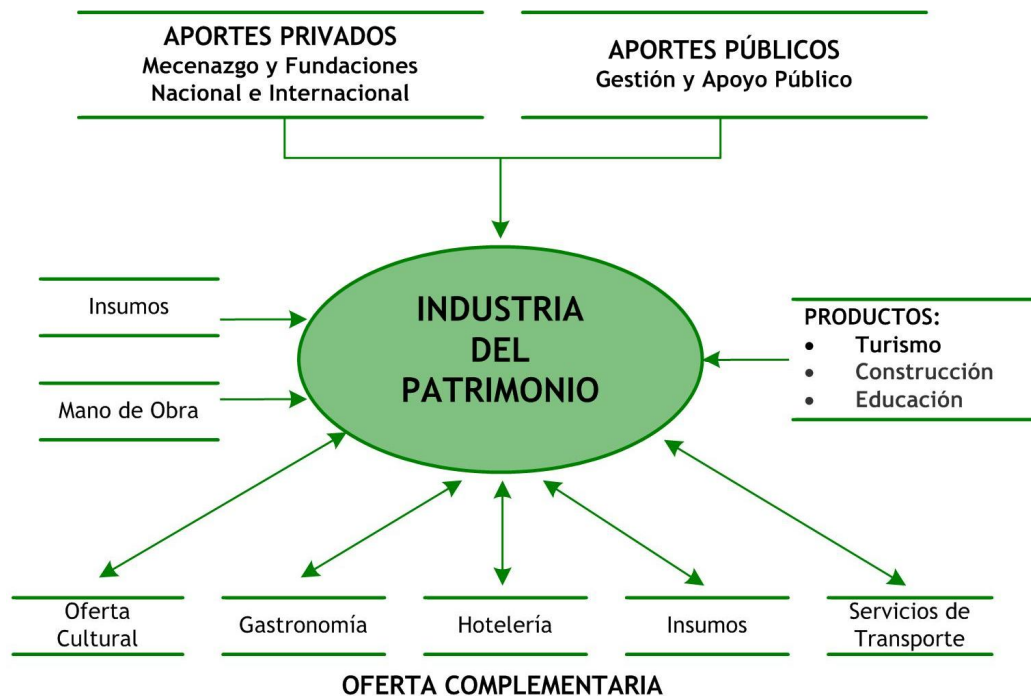 APORTES PRIVADOS
Mecenazgo y Fundaciones
Nacional e Internacional
APORTES PÚBLICOS
Gestión y Apoyo Público
Insumos
Mano de Obra
INDUSTRIA
DEL
PATRIMONIO
PRODUCTOS:
• Turismo
• Construcción
• Educación
Oferta
Cultural
Gastronomía
Hotelería
Insumos
Servicios de
Transporte
OFERTA COMPLEMENTARIA